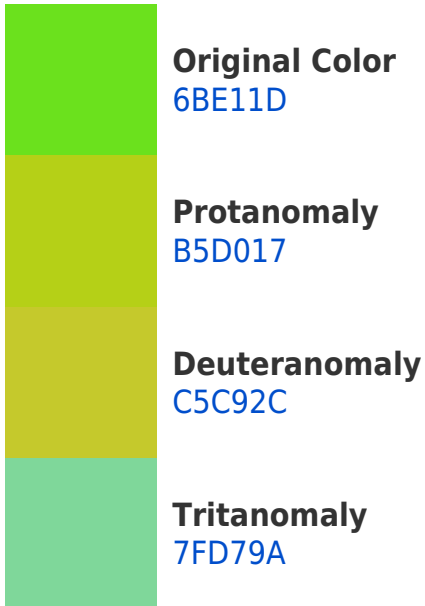 Original Color
6BE11D
Protanomaly
B5D017
Deuteranomaly
C5C92C
Tritanomaly
7FD79A